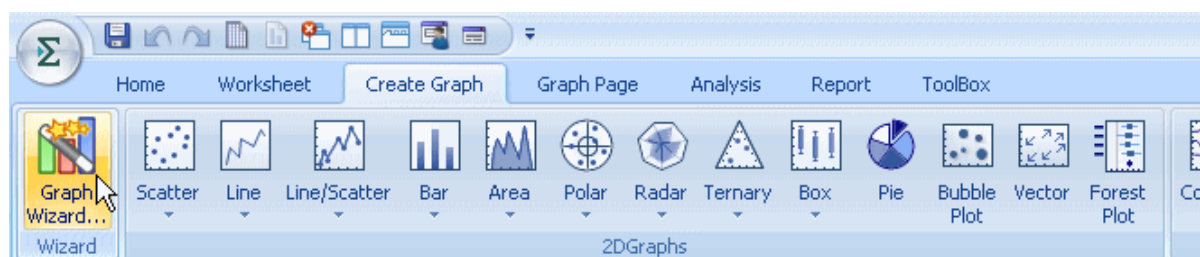 Σ
Home Worksheet Create Graph Graph Page Analysis Report ToolBox
Graph Scatter Line Line/Scatter Bar Area Polar Radar Ternary Box Pie Bubble Vector Forest
Wizard... Plot Plot
Wizard 2DGraphs